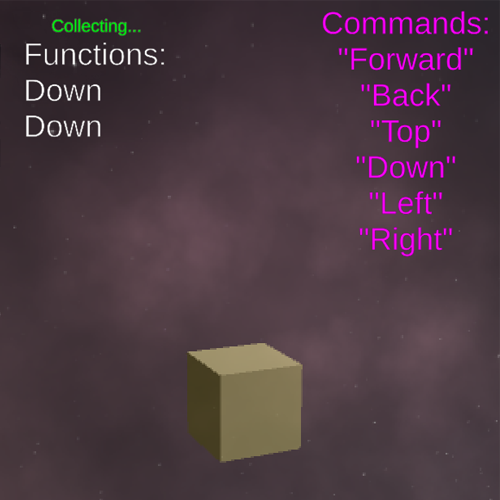 Collecting...
Functions:
Down
Down
Commands:
"Forward"
"Back"
"Top"
"Down"
"Left"
"Right"